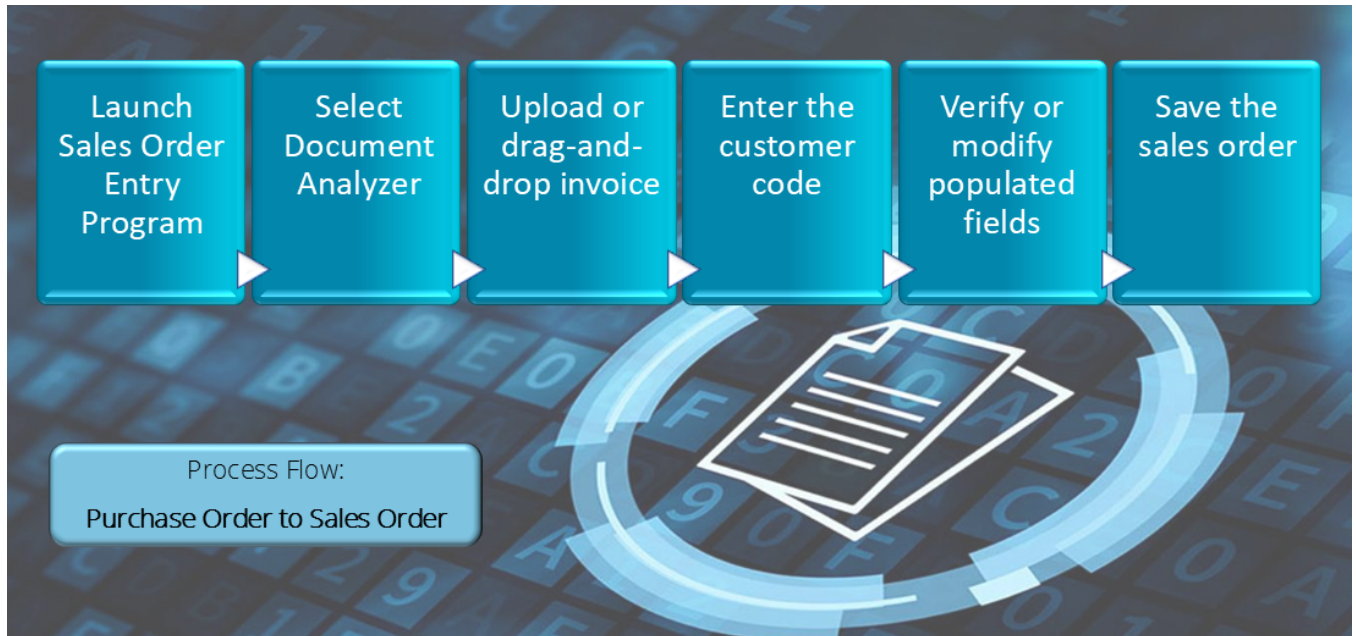 Launch
Sales Order
Entry
Program
Select
Document
Analyzer
Upload or
drag-and-
drop invoice
Enter the
customer
code
Verify or
modify
populated
fields
Save the
sales order
Process Flow:
Purchase Order to Sales Order